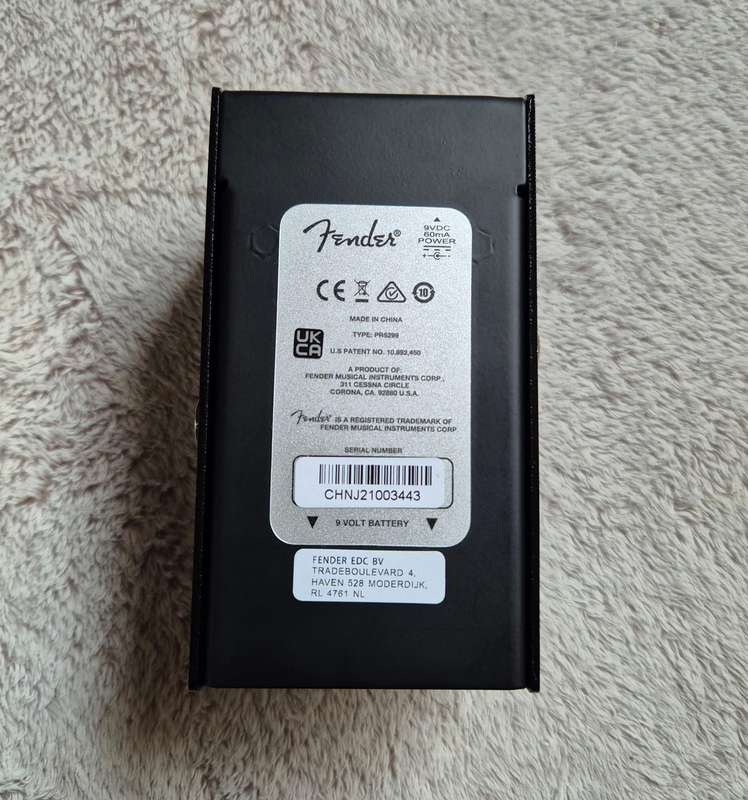 Fender®
9VDC
60mA
POWER
CE
10
MADE IN CHINA
UK
CA
TYPE: PR5299
U.S PATENT NO. 10,892,450
A PRODUCT OF:
FENDER MUSICAL INSTRUMENTS CORP.,
311 CESSNA CIRCLE
CORONA, CA. 92880 U.S.A.
Fender® IS A REGISTERED TRADEMARK OF
FENDER MUSICAL INSTRUMENTS CORP
SERIAL NUMBER
CHNJ21003443
9 VOLT BATTERY
FENDER EDC BV
TRADEBOULEVARD 4,
HAVEN 528 MODERDIJK,
RL 4761 NL